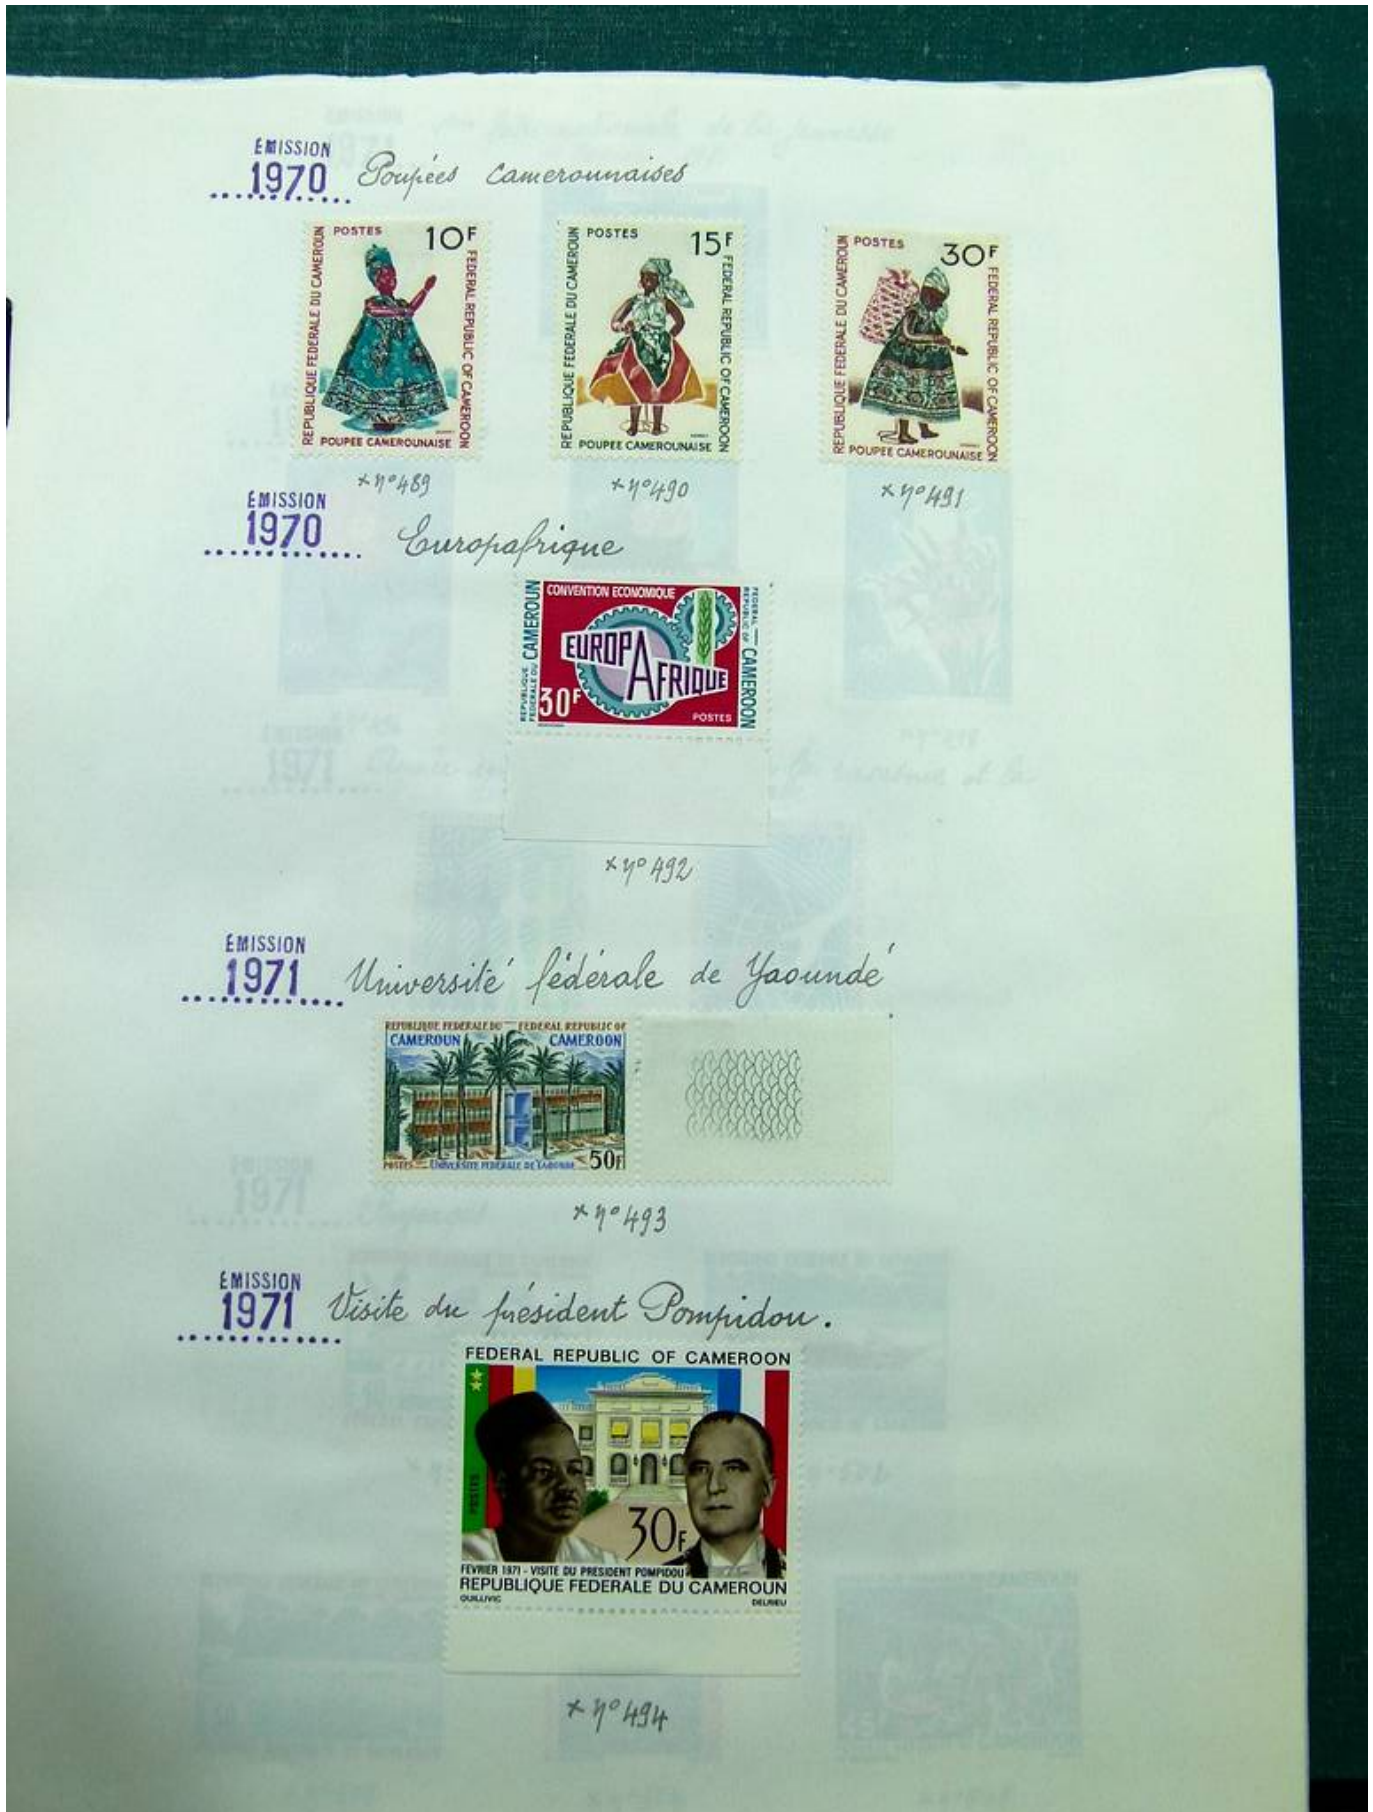 ÉMISSION
1970 Poupées camerounaises
POSTES 10F
REPUBLIQUE FEDERALE DU CAMEROUN
FEDERAL REPUBLIC OF CAMEROON
POUPEE CAMEROUNAISE
POSTES 15F
REPUBLIQUE FEDERALE DU CAMEROUN
FEDERAL REPUBLIC OF CAMEROON
POUPEE CAMEROUNAISE
POSTES 30F
REPUBLIQUE FEDERALE DU CAMEROUN
FEDERAL REPUBLIC OF CAMEROON
POUPEE CAMEROUNAISE
x n° 489
x n° 490
x n° 491
ÉMISSION
1970 Europafrique
CONVENTION ECONOMIQUE
REPUBLIQUE FEDERALE DU CAMEROUN
FEDERAL REPUBLIC OF CAMEROON
EUROPAFRIQUE
30F
POSTES
x n° 492
ÉMISSION
1971 Université fédérale de Yaoundé
REPUBLIQUE FEDERALE DU FEDERAL REPUBLIC OF
CAMEROUN CAMEROON
POSTES UNIVERSITE FEDERALE DE YAOUNDE 50F
x n° 493
ÉMISSION
1971 Visite du président Pompidou.
FEDERAL REPUBLIC OF CAMEROON
POSTES
30F
FEVRIER 1971 - VISITE DU PRESIDENT POMPIDOU
REPUBLIQUE FEDERALE DU CAMEROUN
QUILLIVIC DELRIEU
x n° 494